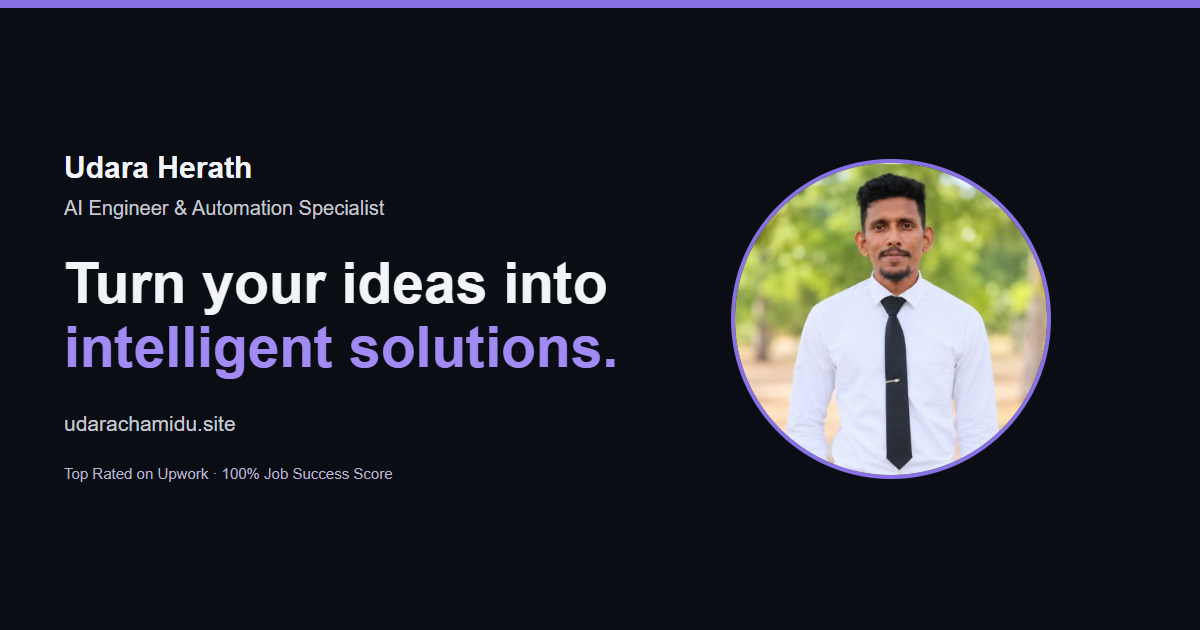 Udara Herath
AI Engineer & Automation Specialist
Turn your ideas into
intelligent solutions.
udarachamidu.site
Top Rated on Upwork · 100% Job Success Score